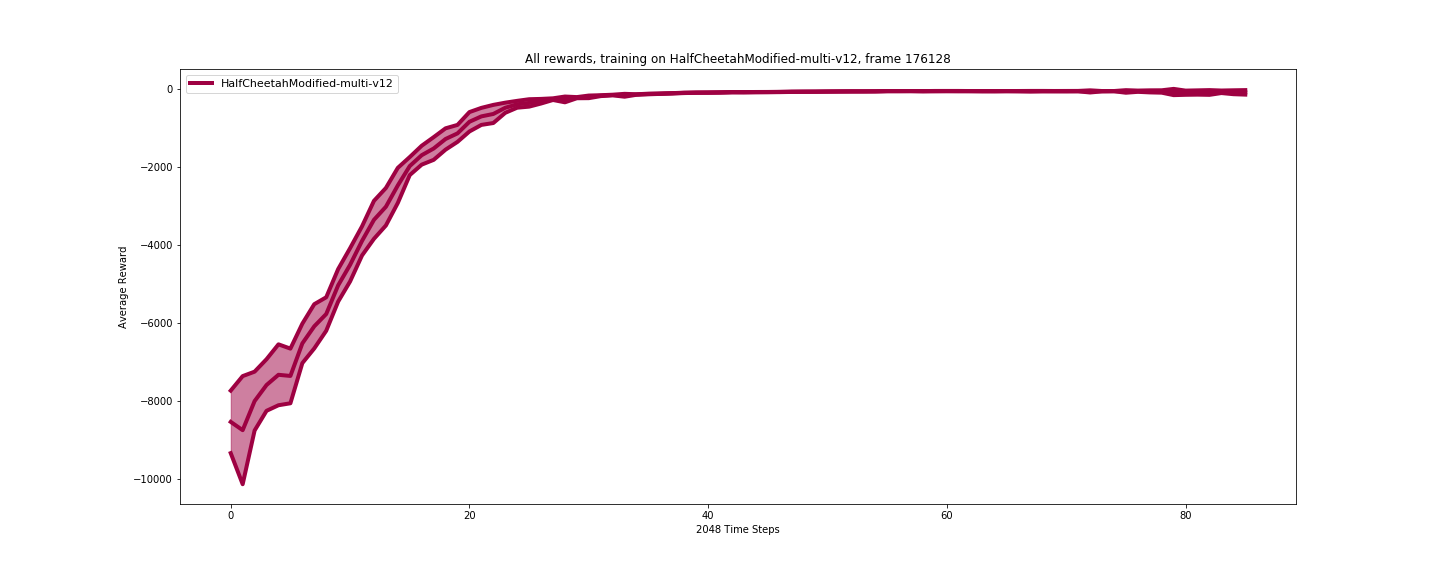 All rewards, training on HalfCheetahModified-multi-v12, frame 176128
HalfCheetahModified-multi-v12
0
−2000
−4000
−6000
−8000
−10000
Average Reward
0 20 40 60 80
2048 Time Steps